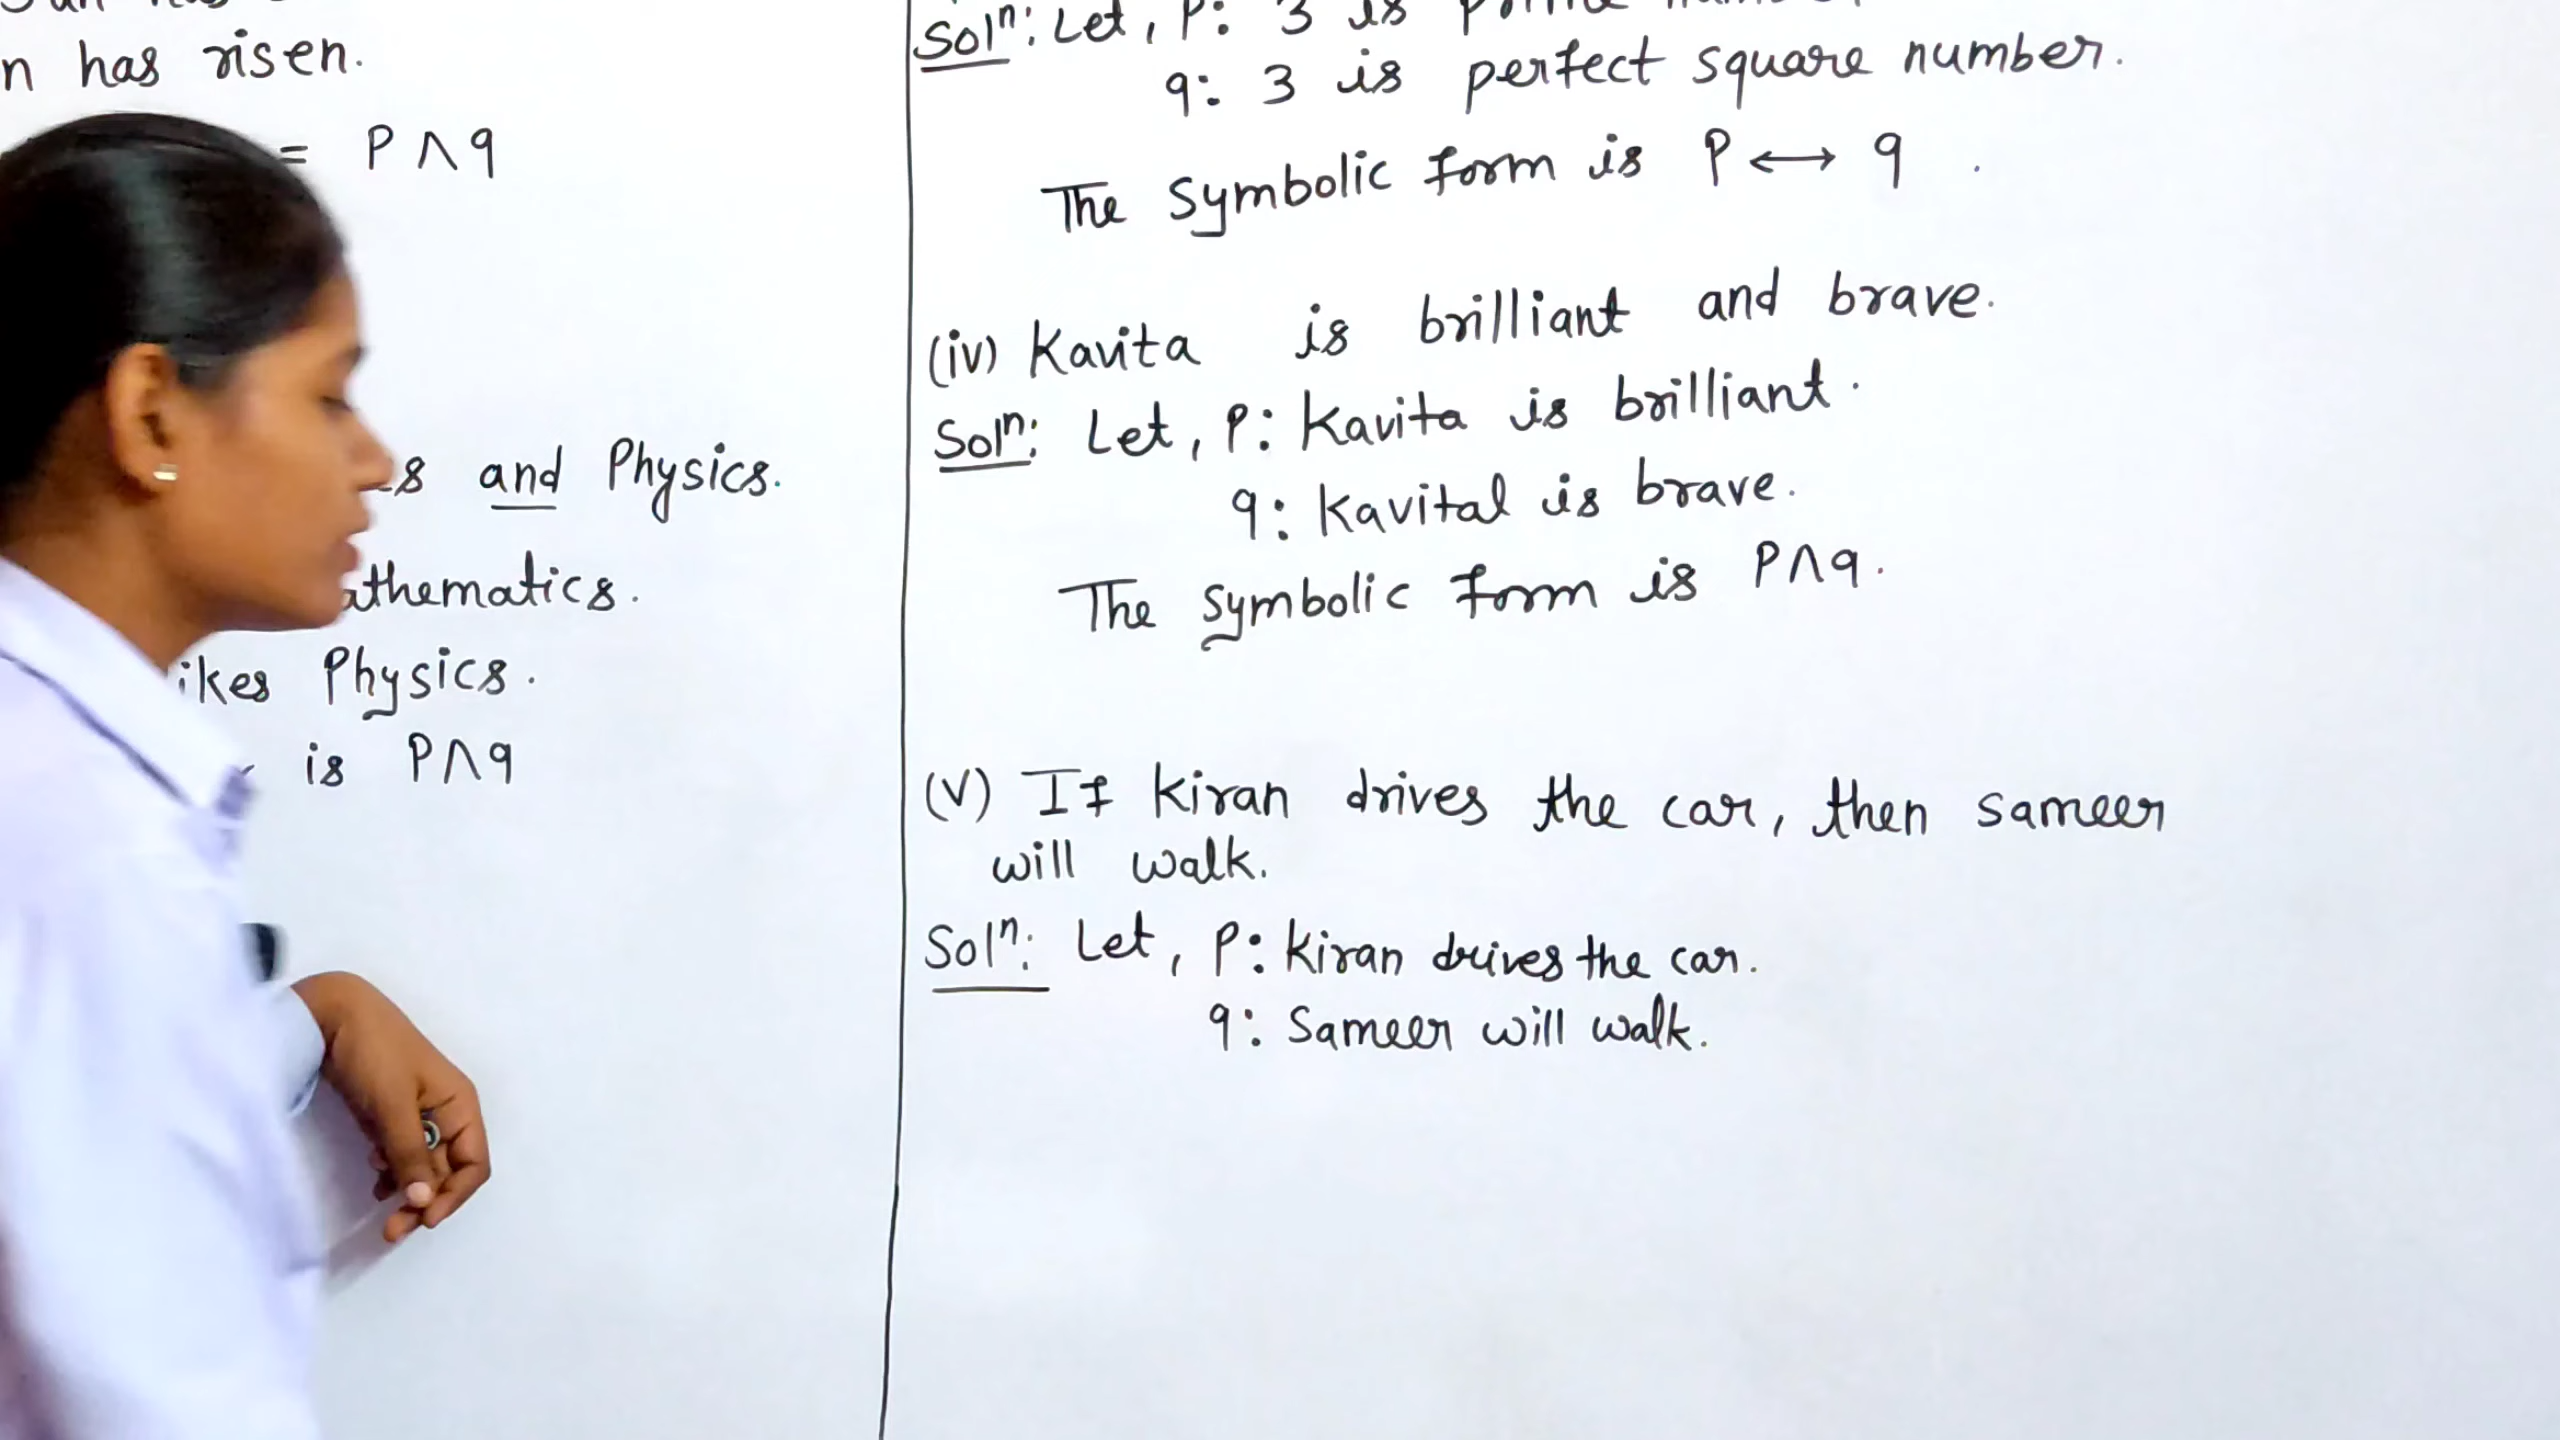 n has risen.
= P ∧ q
and Physics.
athematics.
ikes Physics.
is P ∧ q
Solⁿ: Let, P: 3 is
q: 3 is perfect square number.
The Symbolic form is P ↔ q .
(iv) Kavita is brilliant and brave.
Solⁿ: Let, P: Kavita is brilliant.
q: Kavital is brave.
The symbolic form is P ∧ q.
(V) If Kiran drives the car, then sameer
will walk.
Solⁿ: Let, P: Kiran drives the car.
q: Sameer will walk.